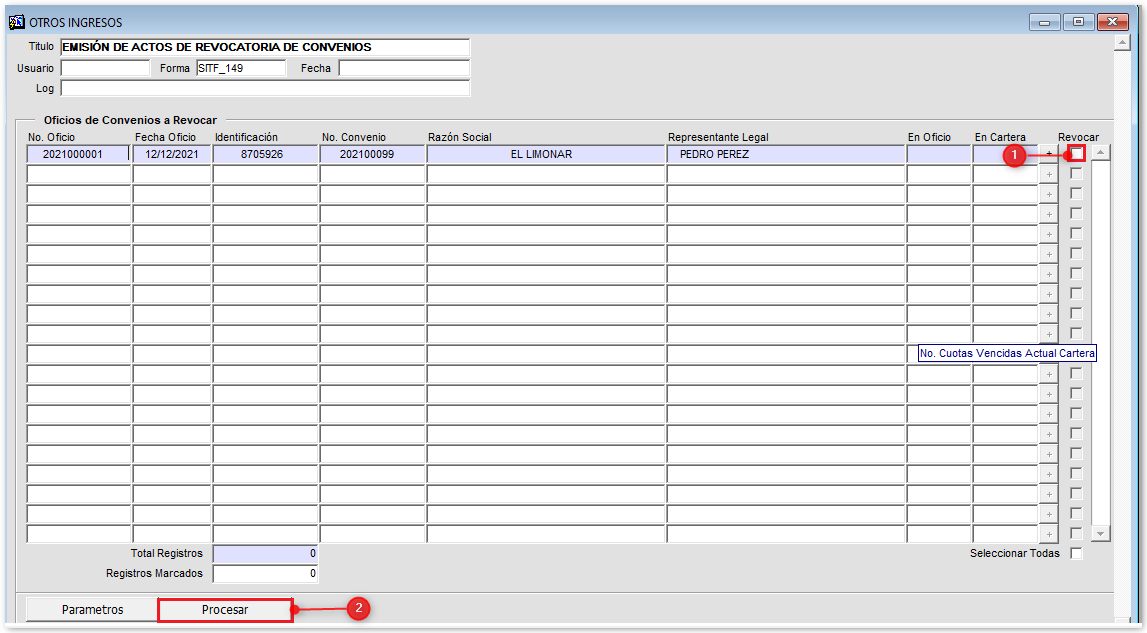 OTROS INGRESOS
Titulo EMISIÓN DE ACTOS DE REVOCATORIA DE CONVENIOS
Usuario Forma SITF_149 Fecha
Log
Oficios de Convenios a Revocar
No. Oficio Fecha Oficio Identificación No. Convenio Razón Social Representante Legal En Oficio En Cartera Revocar
2021000001 12/12/2021 8705926 202100099 EL LIMONAR PEDRO PEREZ + 1
+
+
+
+
+
+
+
+
+
No. Cuotas Vencidas Actual Cartera
+
+
+
+
+
+
+
+
+
Total Registros 0 Seleccionar Todas
Registros Marcados 0
Parametros Procesar 2